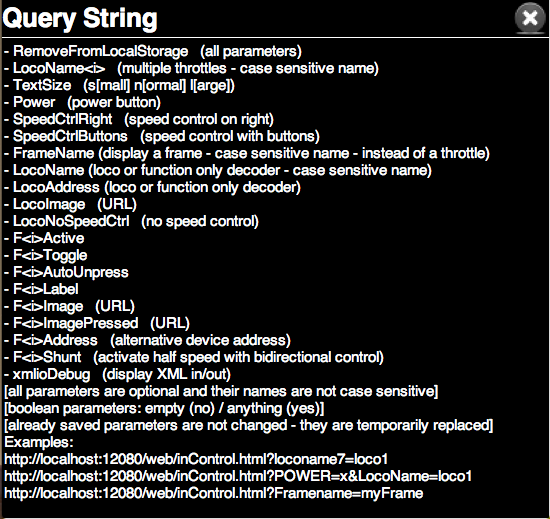 Query String
- RemoveFromLocalStorage (all parameters)
- LocoName<i> (multiple throttles - case sensitive name)
- TextSize (s[mall] n[ormal] l[arge])
- Power (power button)
- SpeedCtrlRight (speed control on right)
- SpeedCtrlButtons (speed control with buttons)
- FrameName (display a frame - case sensitive name - instead of a throttle)
- LocoName (loco or function only decoder - case sensitive name)
- LocoAddress (loco or function only decoder)
- LocoImage (URL)
- LocoNoSpeedCtrl (no speed control)
- F<i>Active
- F<i>Toggle
- F<i>AutoUnpress
- F<i>Label
- F<i>Image (URL)
- F<i>ImagePressed (URL)
- F<i>Address (alternative device address)
- F<i>Shunt (activate half speed with bidirectional control)
- xmlioDebug (display XML in/out)
[all parameters are optional and their names are not case sensitive]
[boolean parameters: empty (no) / anything (yes)]
[already saved parameters are not changed - they are temporarily replaced]
Examples:
http://localhost:12080/web/inControl.html?loconame7=loco1
http://localhost:12080/web/inControl.html?POWER=x&LocoName=loco1
http://localhost:12080/web/inControl.html?Framename=myFrame